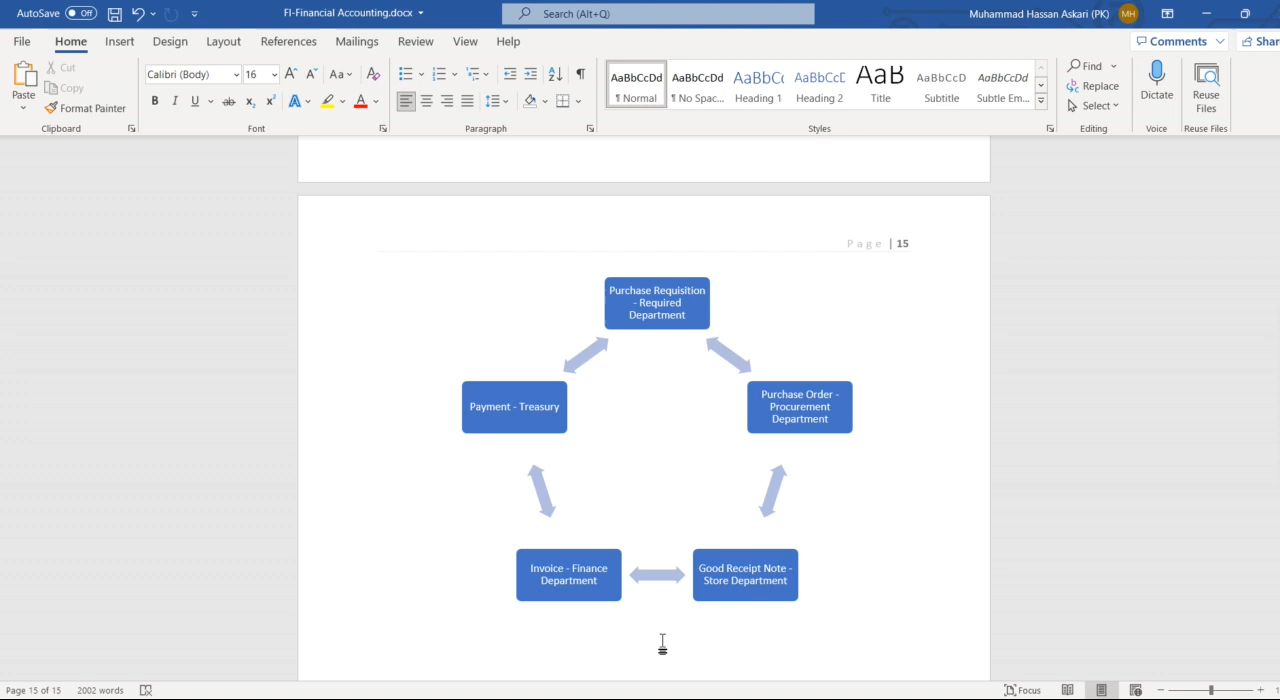 AutoSave Off FI-Financial Accounting.docx Search (Alt+Q) Muhammad Hassan Askari (PK) MH
File Home Insert Design Layout References Mailings Review View Help Comments
Paste Cut Copy Format Painter
Clipboard
Calibri (Body) 16 Aa
B I U ab x₂ x² A A
Font
Paragraph
AaBbCcDd AaBbCcDd AaBbCc AaBbCcD AaB AaBbCcD AaBbCcDd
¶ Normal ¶ No Spac... Heading 1 Heading 2 Title Subtitle Subtle Em...
Styles
Find
Replace
Select
Editing
Dictate
Voice
Reuse
Files
Reuse Files
Page | 15
Purchase Requisition
- Required
Department
Payment - Treasury
Purchase Order -
Procurement
Department
Invoice - Finance
Department
Good Receipt Note -
Store Department
Page 15 of 15 2002 words Focus